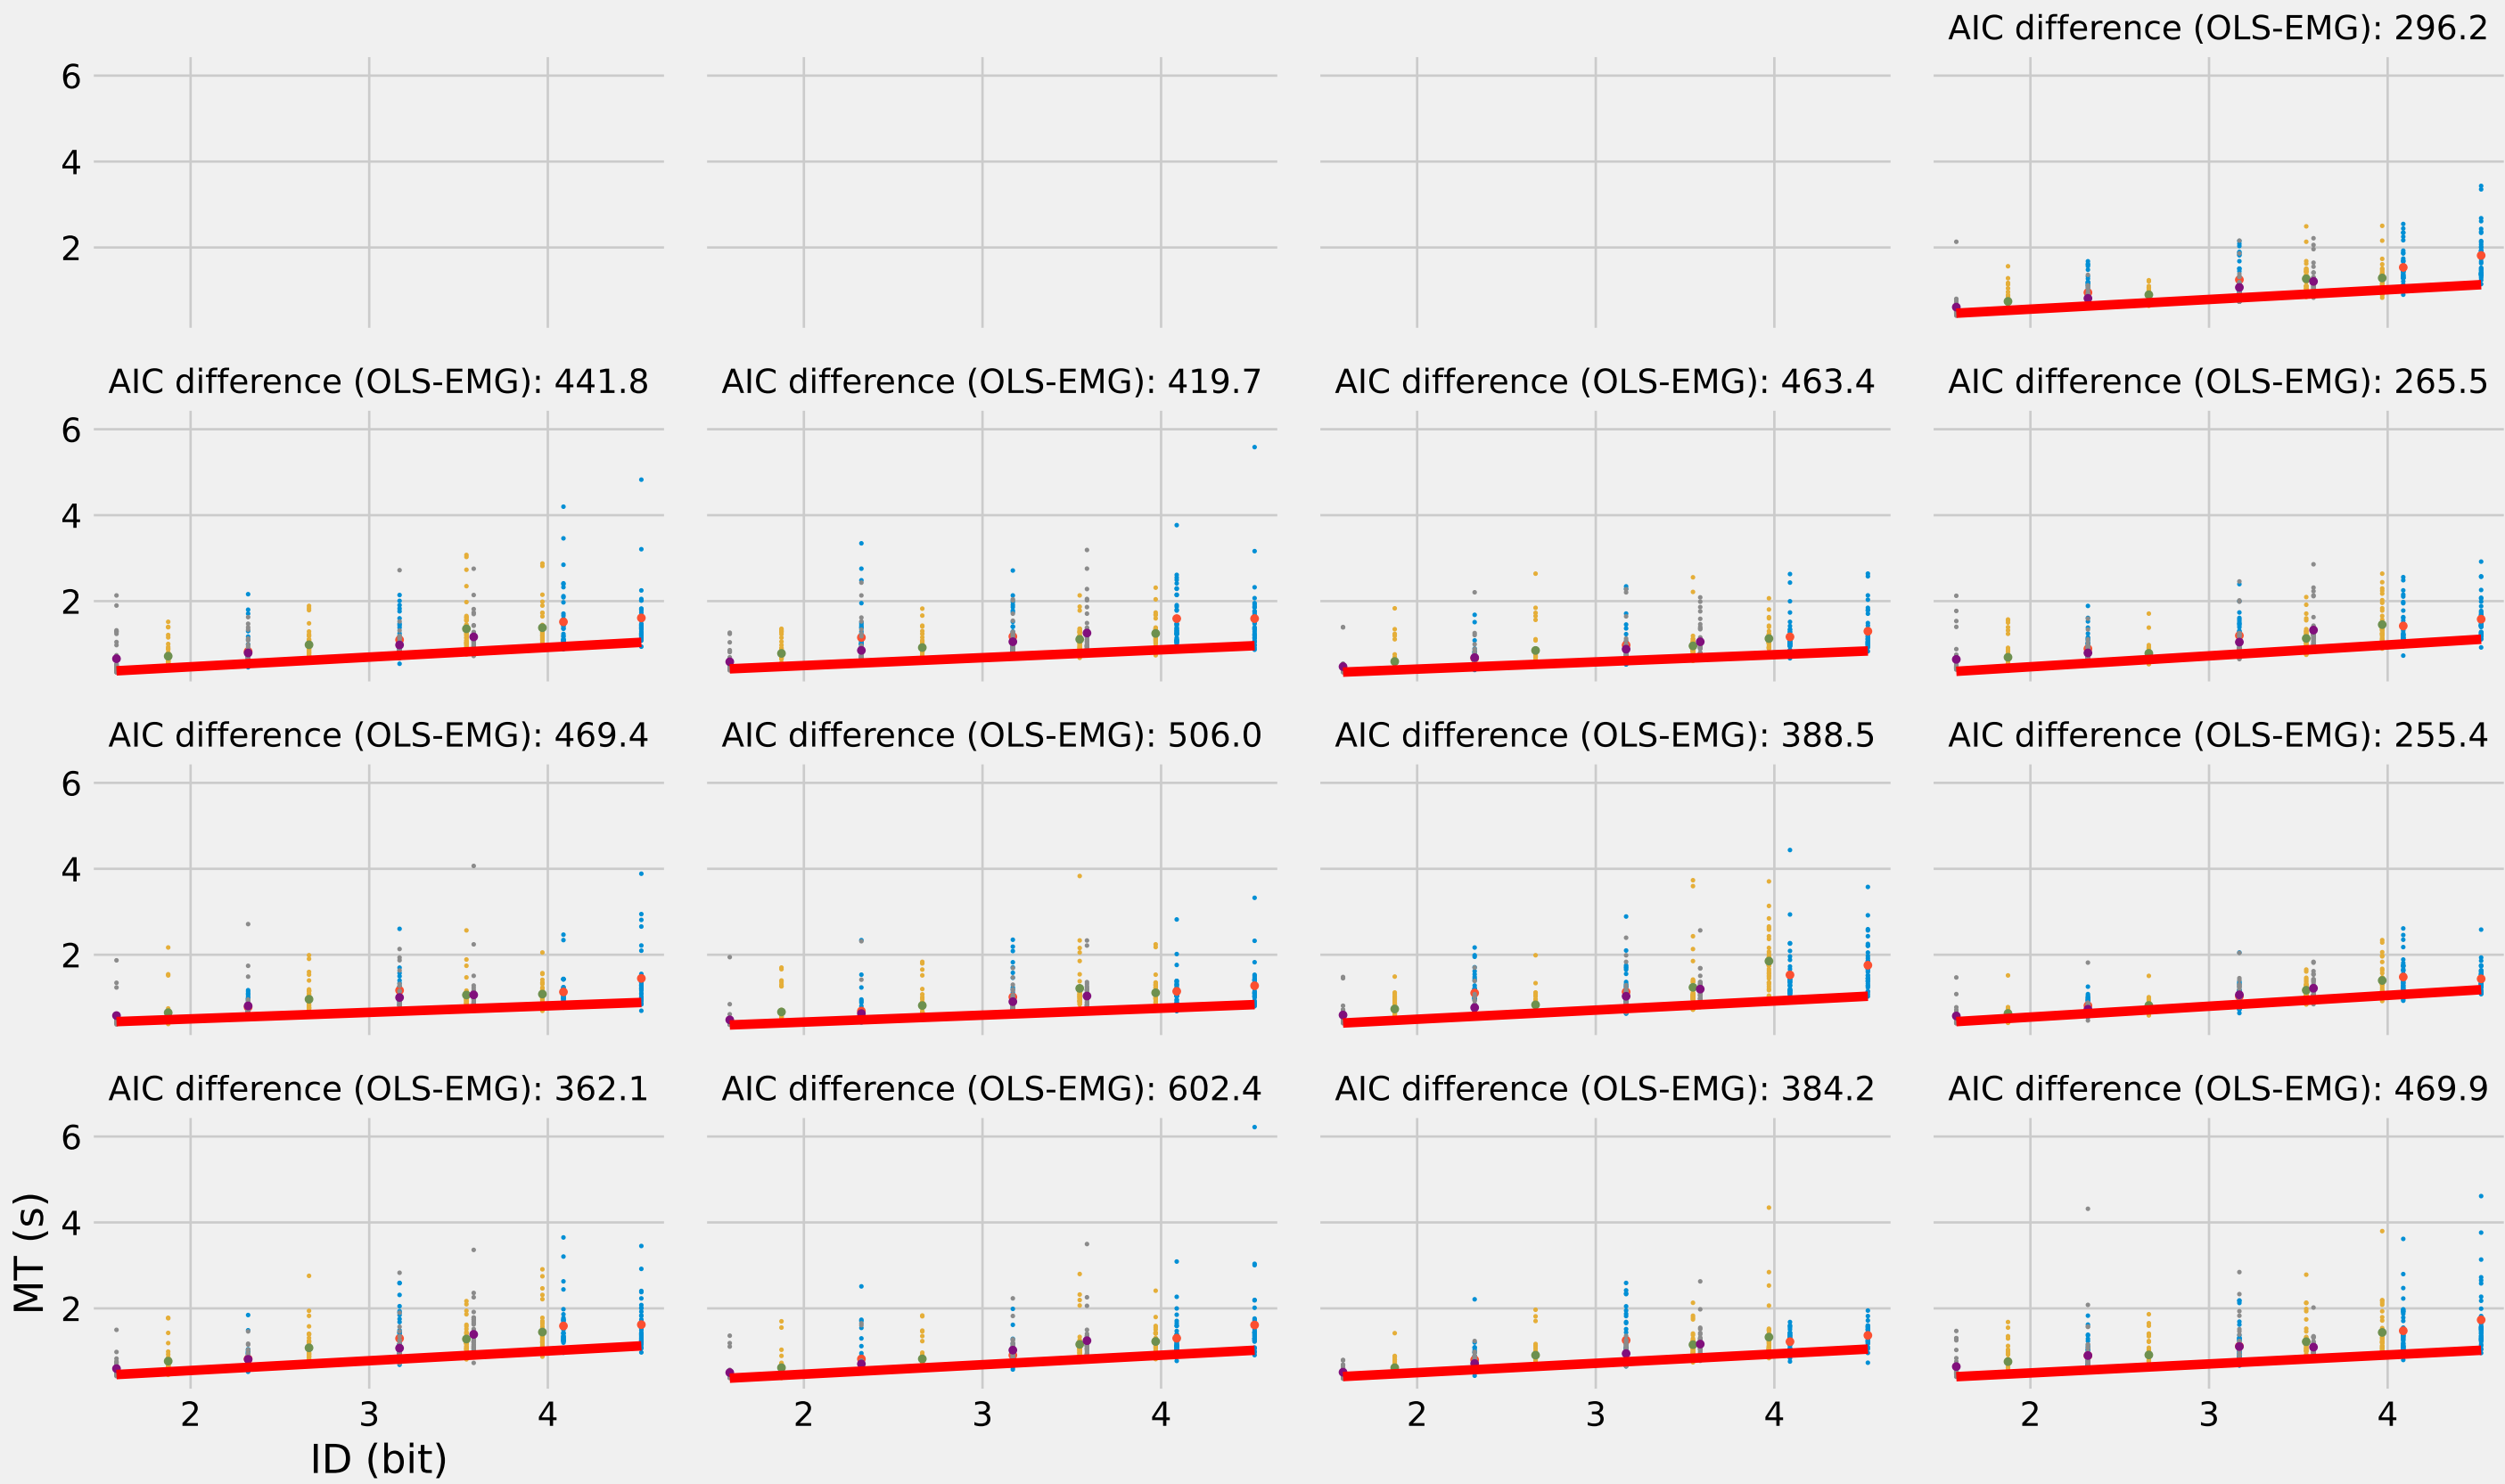 AIC difference (OLS-EMG): 296.2
6
4
2
AIC difference (OLS-EMG): 441.8
AIC difference (OLS-EMG): 419.7
AIC difference (OLS-EMG): 463.4
AIC difference (OLS-EMG): 265.5
6
4
2
AIC difference (OLS-EMG): 469.4
AIC difference (OLS-EMG): 506.0
AIC difference (OLS-EMG): 388.5
AIC difference (OLS-EMG): 255.4
6
4
2
AIC difference (OLS-EMG): 362.1
AIC difference (OLS-EMG): 602.4
AIC difference (OLS-EMG): 384.2
AIC difference (OLS-EMG): 469.9
6
4
2
MT (s)
2 3 4
2 3 4
2 3 4
2 3 4
ID (bit)